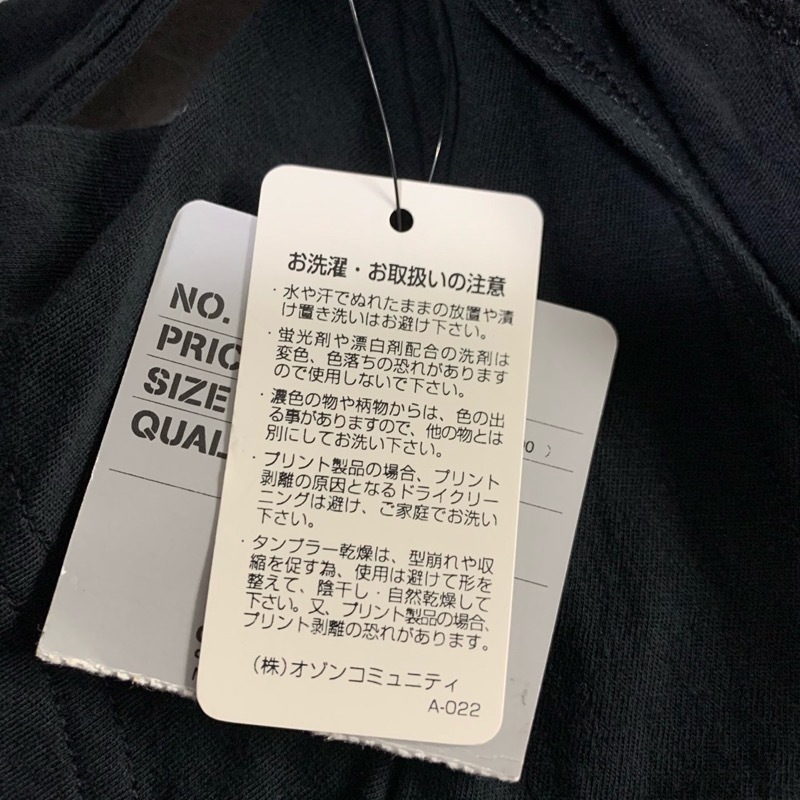 お洗濯・お取扱いの注意
・水や汗でぬれたままの放置や漬
け置き洗いはお避け下さい。
・蛍光剤や漂白剤配合の洗剤は
変色、色落ちの恐れがあります
ので使用しないで下さい。
・濃色の物や柄物からは、色の出
る事がありますので、他の物とは
別にしてお洗い下さい。
・プリント製品の場合、プリント
剥離の原因となるドライクリー
ニングは避け、ご家庭でお洗い
下さい。
・タンブラー乾燥は、型崩れや収
縮を促す為、使用は避けて形を
整えて、陰干し・自然乾燥して
下さい。又、プリント製品の場合、
プリント剥離の恐れがあります。
(株)オゾンコミュニティ
A-022
NO.
PRIC
SIZE
QUAL